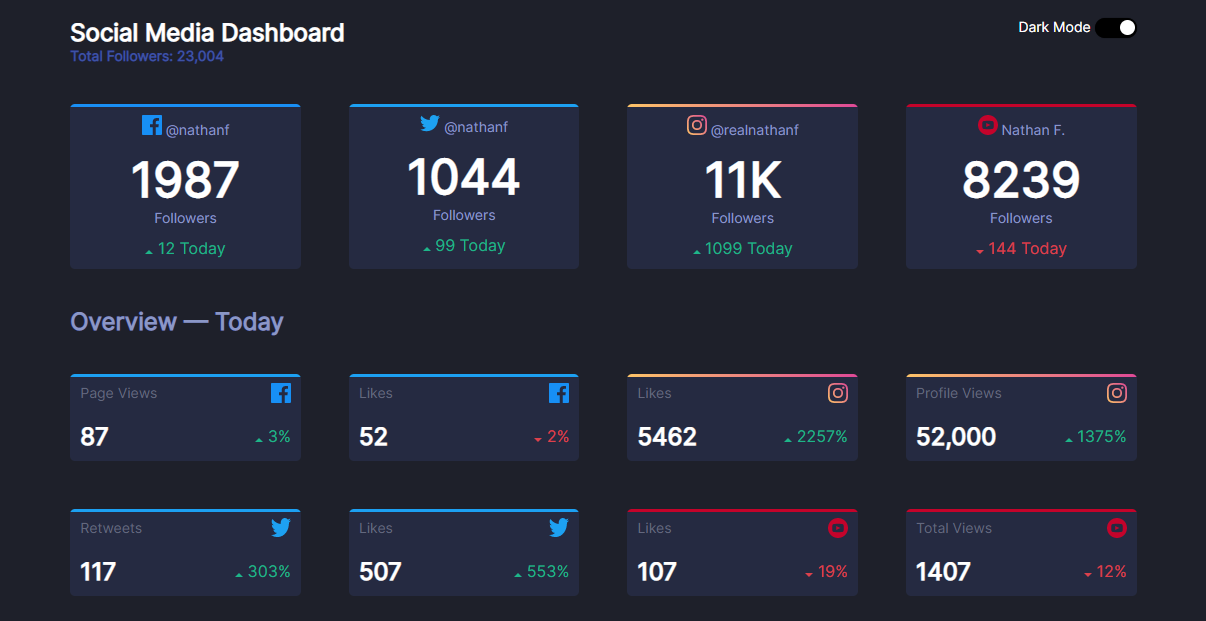 Social Media Dashboard
Total Followers: 23,004
Dark Mode
@nathanf
1987
Followers
12 Today
@nathanf
1044
Followers
99 Today
@realnathanf
11K
Followers
1099 Today
Nathan F.
8239
Followers
144 Today
Overview — Today
Page Views
87
3%
Likes
52
2%
Likes
5462
2257%
Profile Views
52,000
1375%
Retweets
117
303%
Likes
507
553%
Likes
107
19%
Total Views
1407
12%